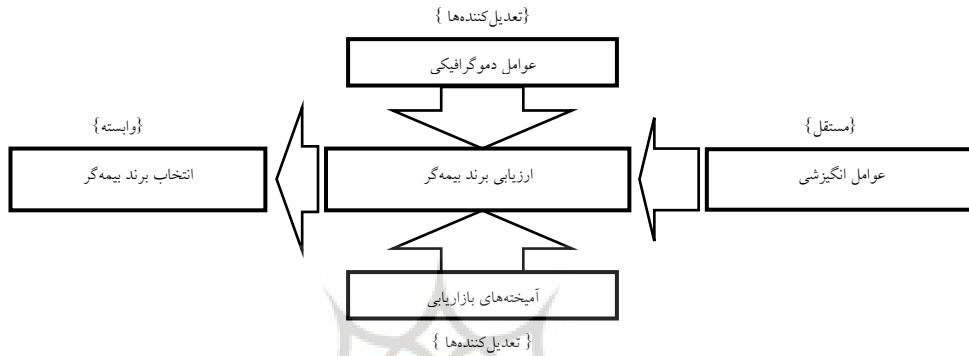 {تعدیل‌کننده‌ها }
عوامل دموگرافیکی
{مستقل}
{وابسته}
عوامل انگیزشی
ارزیابی برند بیمه‌گر
انتخاب برند بیمه‌گر
آمیخته‌های بازاریابی
{ تعدیل‌کننده‌ها }